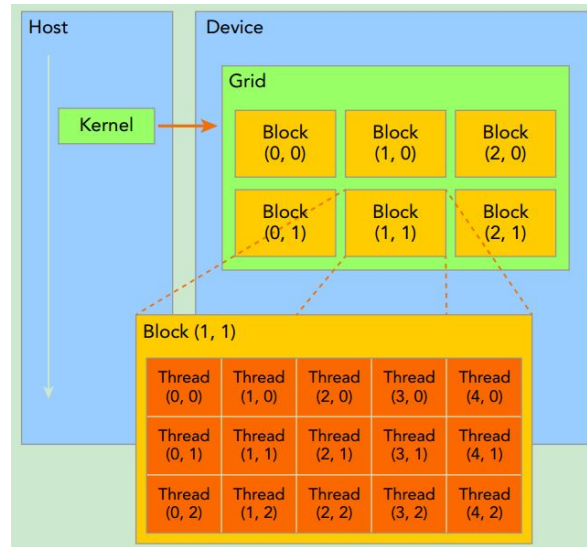 Host
Device
Grid
Kernel
Block
(0, 0)
Block
(1, 0)
Block
(2, 0)
Block
(0, 1)
Block
(1, 1)
Block
(2, 1)
Block (1, 1)
Thread
(0, 0)
Thread
(1, 0)
Thread
(2, 0)
Thread
(3, 0)
Thread
(4, 0)
Thread
(0, 1)
Thread
(1, 1)
Thread
(2, 1)
Thread
(3, 1)
Thread
(4, 1)
Thread
(0, 2)
Thread
(1, 2)
Thread
(2, 2)
Thread
(3, 2)
Thread
(4, 2)